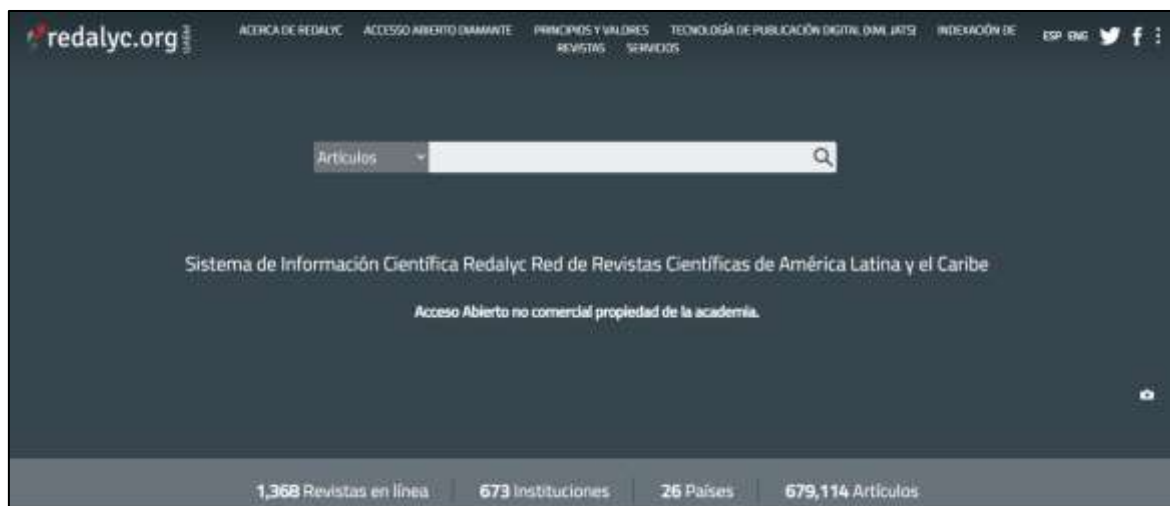 redalyc.org
ACERCA DE REDALYC ACCESO ABIERTO DIAMANTE PRINCIPIOS Y VALORES TECNOLOGÍA DE PUBLICACIÓN DIGITAL (XML JATS) INDEXACIÓN DE
REVISTAS SERVICIOS
ESP ENG
Artículos
Sistema de Información Científica Redalyc Red de Revistas Científicas de América Latina y el Caribe
Acceso Abierto no comercial propiedad de la academia.
1,368 Revistas en línea 673 Instituciones 26 Países 679,114 Artículos